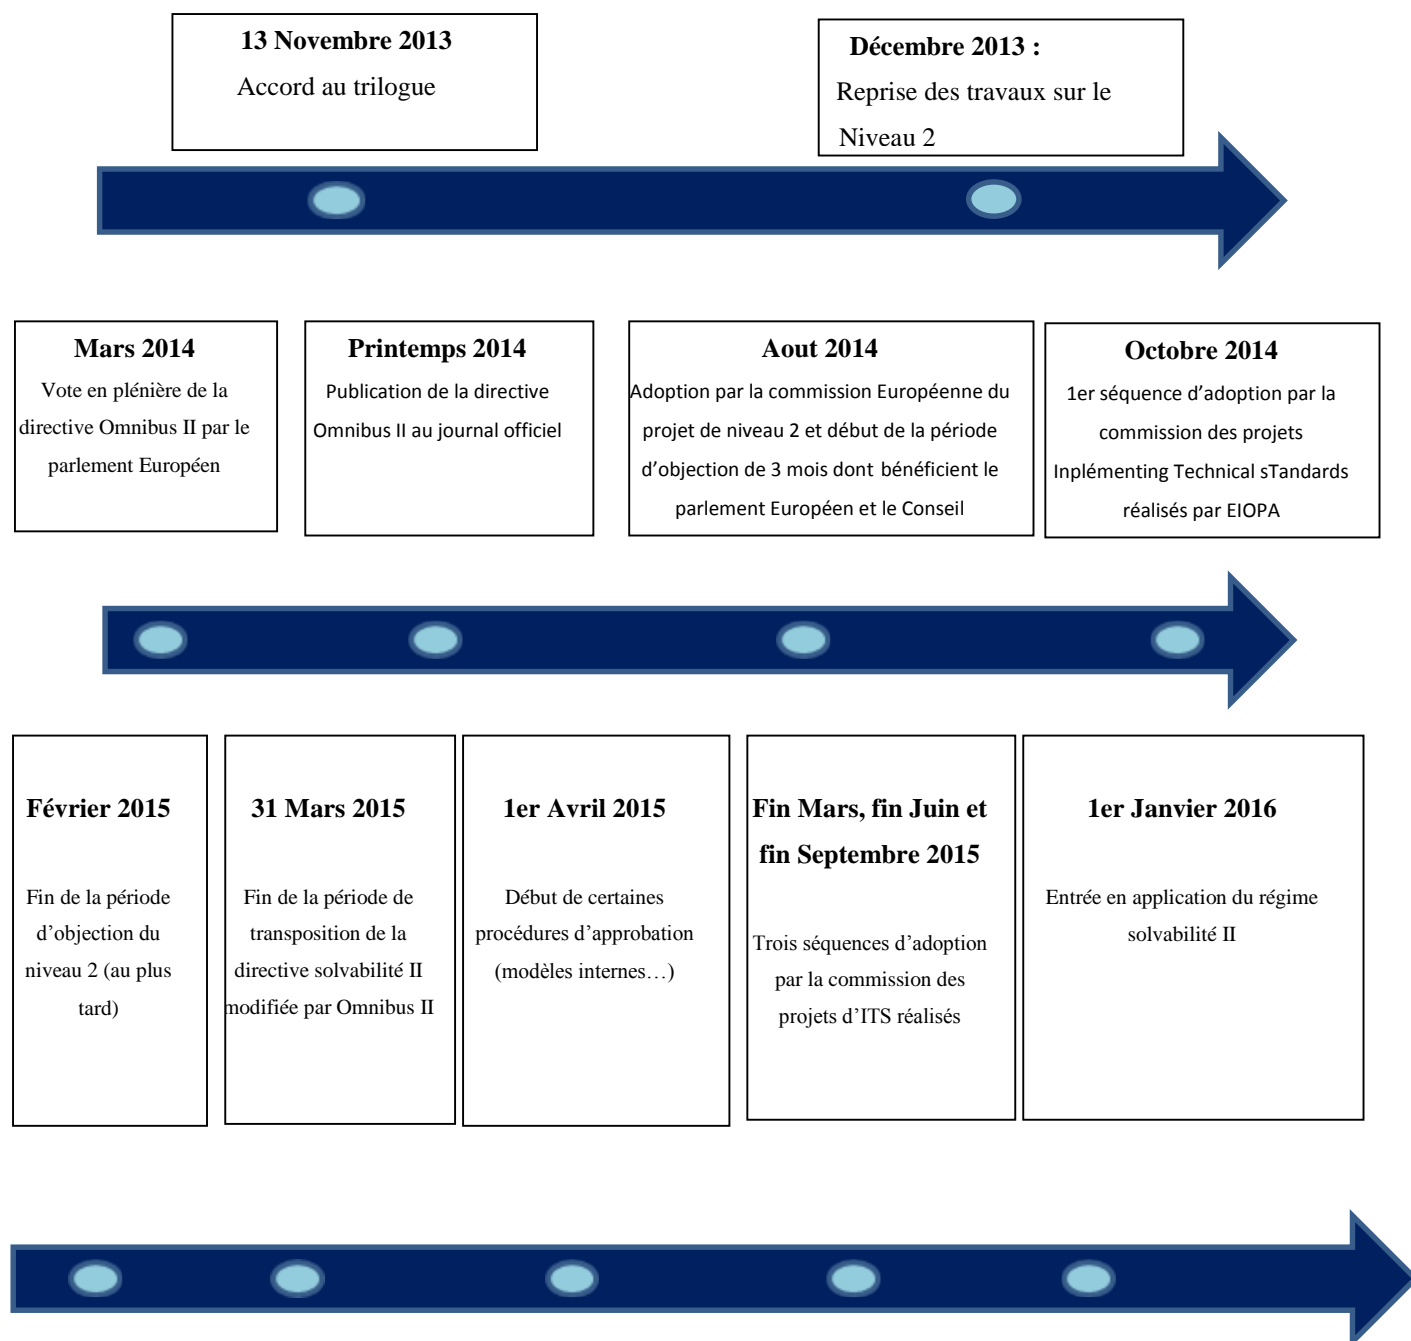 13 Novembre 2013
Accord au trilogue
Décembre 2013 :
Reprise des travaux sur le
Niveau 2
Mars 2014
Vote en plénière de la
directive Omnibus II par le
parlement Européen
Printemps 2014
Publication de la directive
Omnibus II au journal officiel
Aout 2014
Adoption par la commission Européenne du
projet de niveau 2 et début de la période
d’objection de 3 mois dont bénéficient le
parlement Européen et le Conseil
Octobre 2014
1er séquence d’adoption par la
commission des projets
Inplémenting Technical sTandards
réalisés par EIOPA
Février 2015
Fin de la période
d’objection du
niveau 2 (au plus
tard)
31 Mars 2015
Fin de la période de
transposition de la
directive solvabilité II
modifiée par Omnibus II
1er Avril 2015
Début de certaines
procédures d’approbation
(modèles internes…)
Fin Mars, fin Juin et
fin Septembre 2015
Trois séquences d’adoption
par la commission des
projets d’ITS réalisés
1er Janvier 2016
Entrée en application du régime
solvabilité II